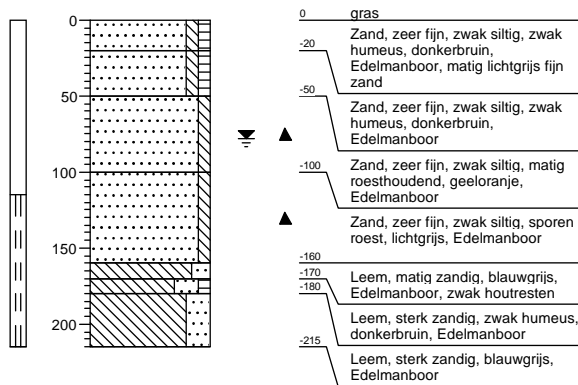 0
50
100
150
200
0
gras
-20
Zand, zeer fijn, zwak siltig, zwak
humeus, donkerbruin,
Edelmanboor, matig lichtgrijs fijn
zand
-50
Zand, zeer fijn, zwak siltig, zwak
humeus, donkerbruin,
Edelmanboor
-100
Zand, zeer fijn, zwak siltig, matig
roesthoudend, geeloranje,
Edelmanboor
Zand, zeer fijn, zwak siltig, sporen
roest, lichtgrijs, Edelmanboor
-160
-170
Leem, matig zandig, blauwgrijs,
Edelmanboor, zwak houtresten
-180
Leem, sterk zandig, zwak humeus,
donkerbruin, Edelmanboor
-215
Leem, sterk zandig, blauwgrijs,
Edelmanboor